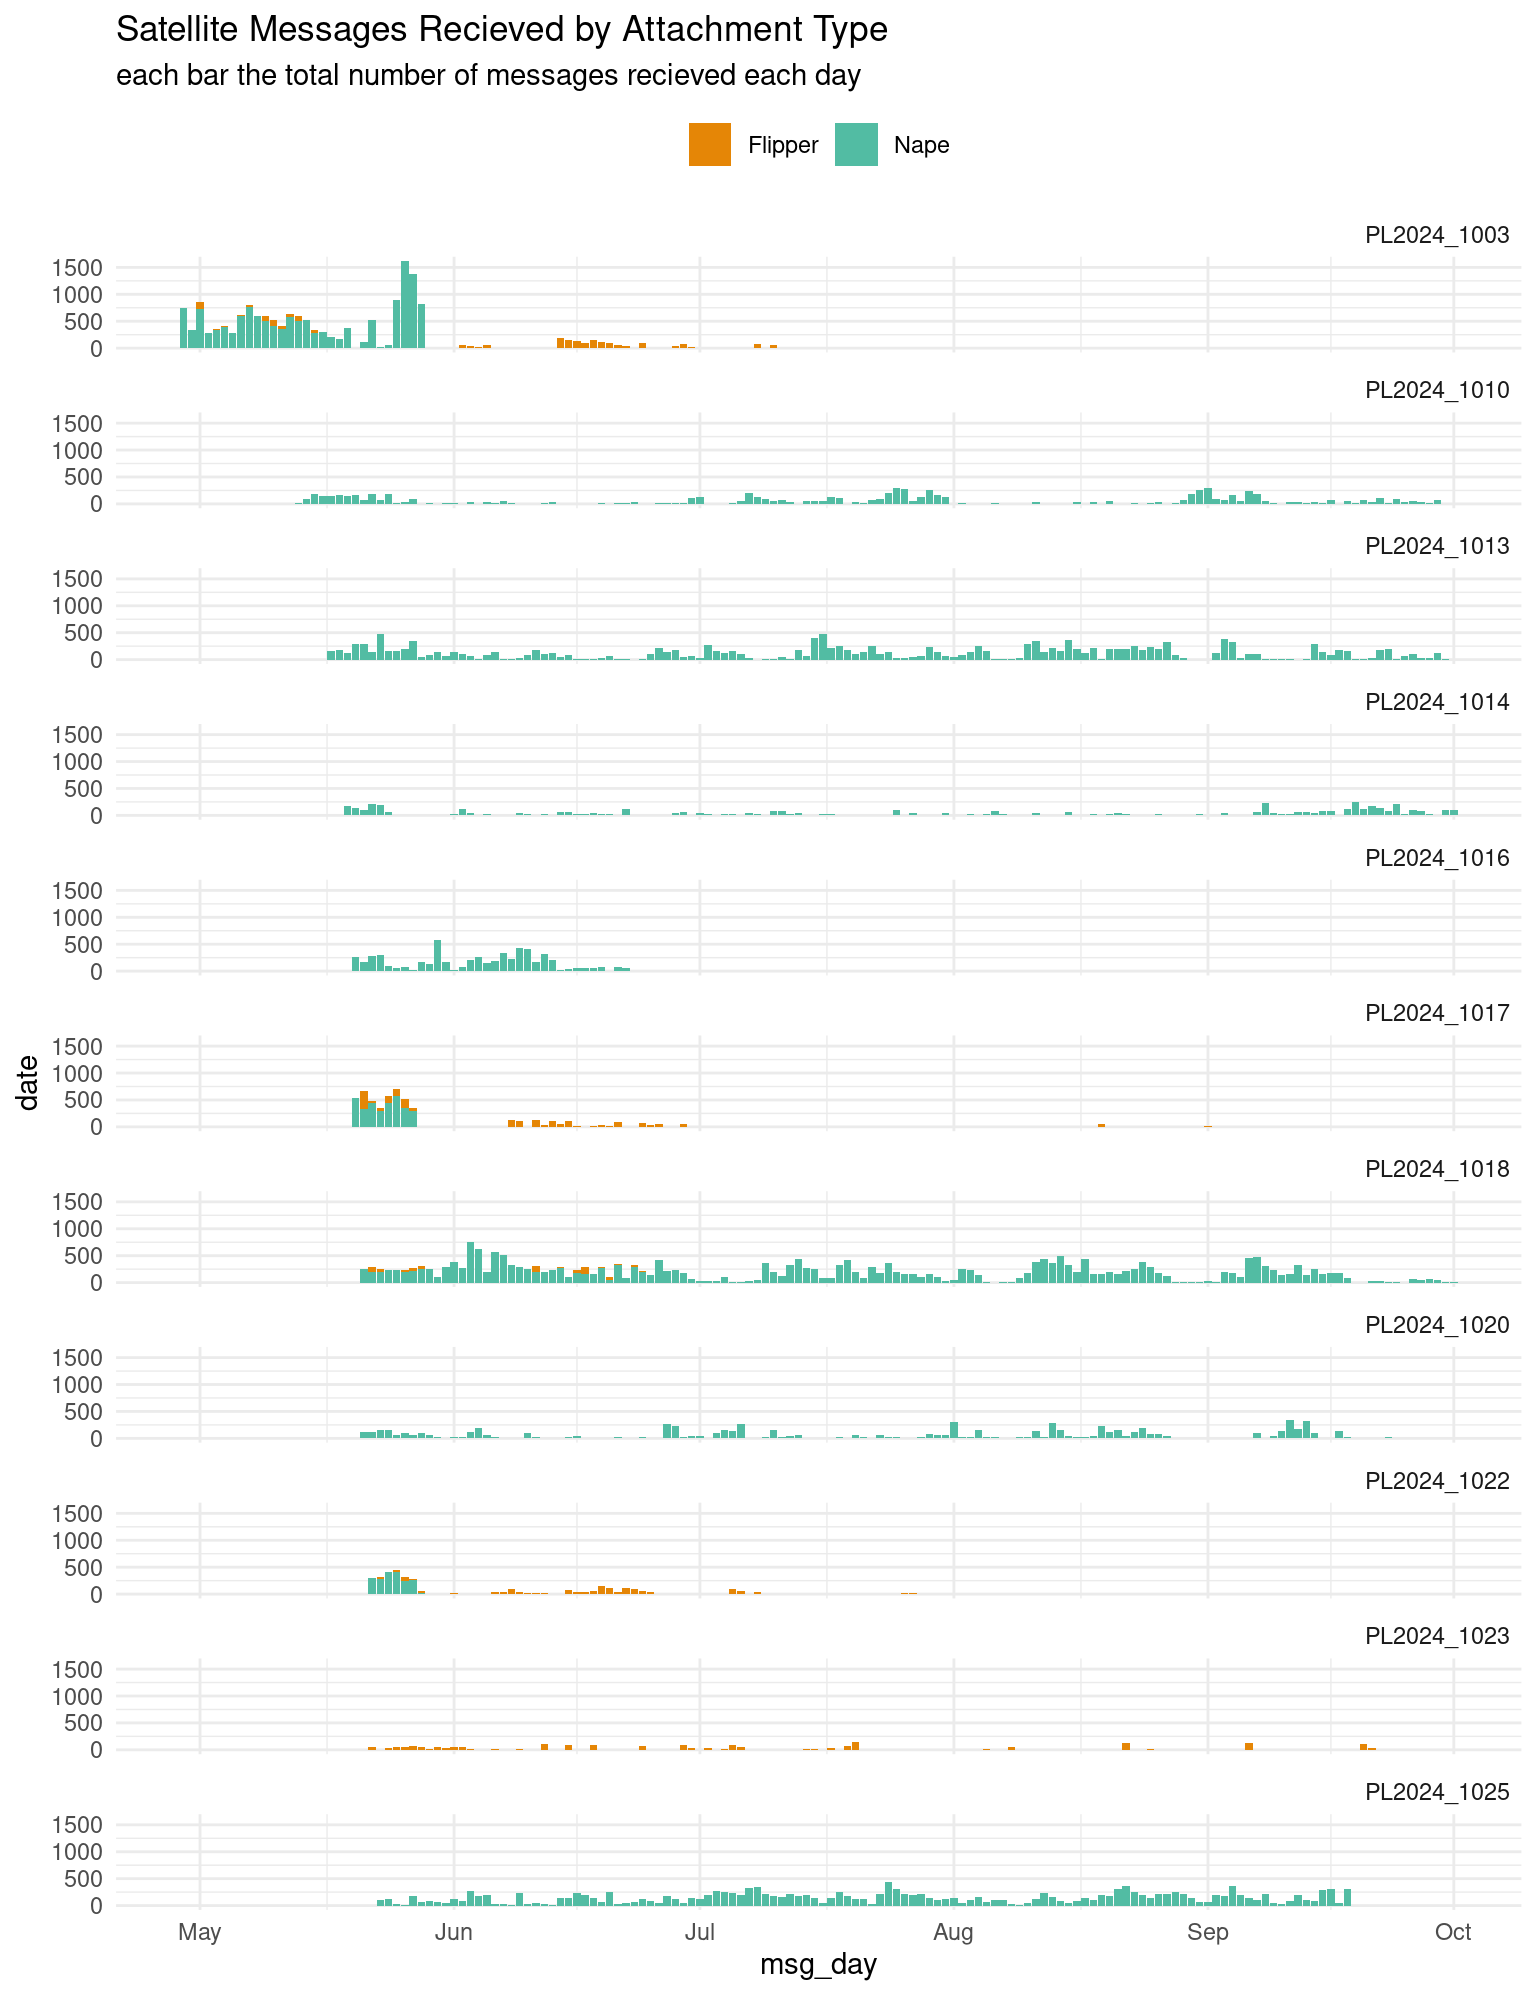 Satellite Messages Recieved by Attachment Type
each bar the total number of messages recieved each day
Flipper Nape
PL2024_1003
1500
1000
500
0
PL2024_1010
1500
1000
500
0
PL2024_1013
1500
1000
500
0
PL2024_1014
1500
1000
500
0
PL2024_1016
1500
1000
500
0
PL2024_1017
1500
1000
500
0
date
PL2024_1018
1500
1000
500
0
PL2024_1020
1500
1000
500
0
PL2024_1022
1500
1000
500
0
PL2024_1023
1500
1000
500
0
PL2024_1025
1500
1000
500
0
May Jun Jul Aug Sep Oct
msg_day